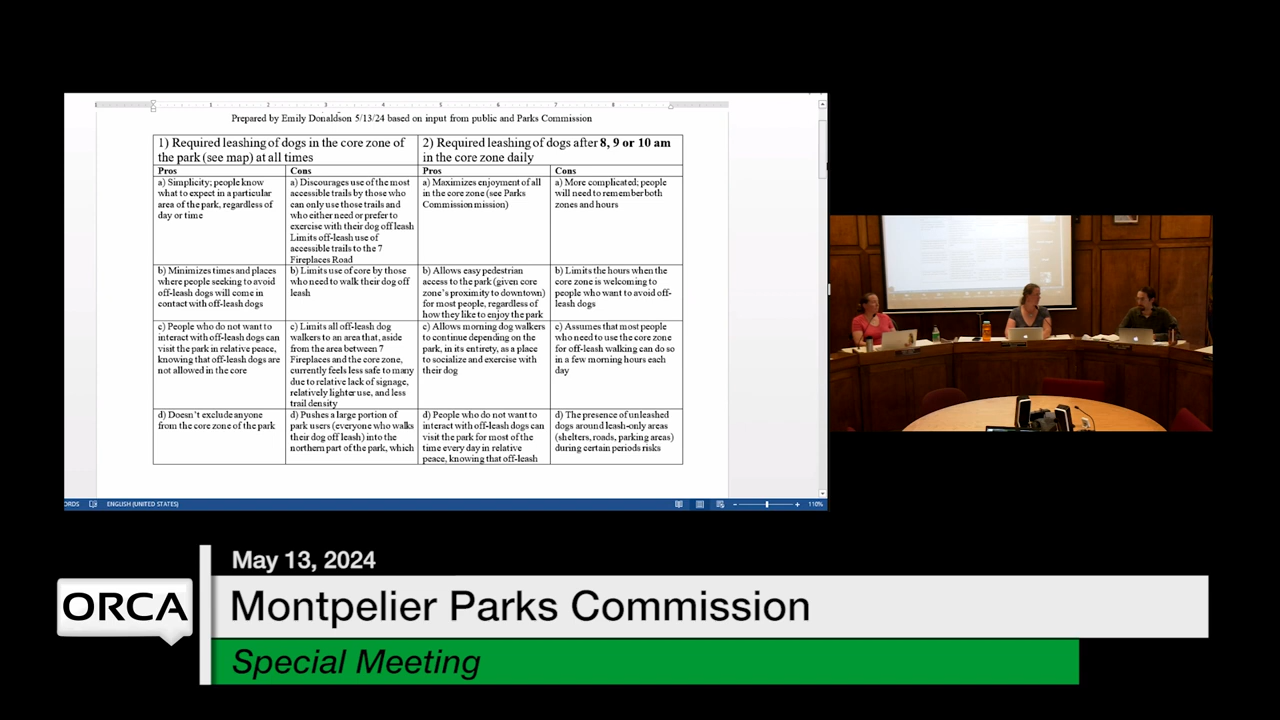 Prepared by Emily Donaldson 5/13/24 based on input from public and Parks Commission
1) Required leashing of dogs in the core zone of
the park (see map) at all times
2) Required leashing of dogs after 8, 9 or 10 am
in the core zone daily
Pros
Cons
Pros
Cons
a) Simplicity; people know
what to expect in a particular
area of the park, regardless of
day or time
a) Discourages use of the most
accessible trails by those who
can only use those trails and
who either need or prefer to
exercise with their dog off leash
Limits off-leash use of
accessible trails to the 7
Fireplaces Road
a) Maximizes enjoyment of all
in the core zone (see Parks
Commission mission)
a) More complicated; people
will need to remember both
zones and hours
b) Minimizes times and places
where people seeking to avoid
off-leash dogs will come in
contact with off-leash dogs
b) Limits use of core by those
who need to walk their dog off
leash
b) Allows easy pedestrian
access to the park (given core
zone's proximity to downtown)
for most people, regardless of
how they like to enjoy the park
b) Limits the hours when the
core zone is welcoming to
people who want to avoid off-
leash dogs
c) People who do not want to
interact with off-leash dogs can
visit the park in relative peace,
knowing that off-leash dogs are
not allowed in the core
c) Limits all off-leash dog
walkers to an area that, aside
from the area between 7
Fireplaces and the core zone,
currently feels less safe to many
due to relative lack of signage,
relatively lighter use, and less
trail density
c) Allows morning dog walkers
to continue depending on the
park, in its entirety, as a place
to socialize and exercise with
their dog
c) Assumes that most people
who need to use the core zone
for off-leash walking can do so
in a few morning hours each
day
d) Doesn't exclude anyone
from the core zone of the park
d) Pushes a large portion of
park users (everyone who walks
their dog off leash) into the
northern part of the park, which
d) People who do not want to
interact with off-leash dogs can
visit the park for most of the
time every day in relative
peace, knowing that off-leash
d) The presence of unleashed
dogs around leash-only areas
(shelters, roads, parking areas)
during certain periods risks
ORDS
ENGLISH (UNITED STATES)
110%
May 13, 2024
ORCA
Montpelier Parks Commission
Special Meeting